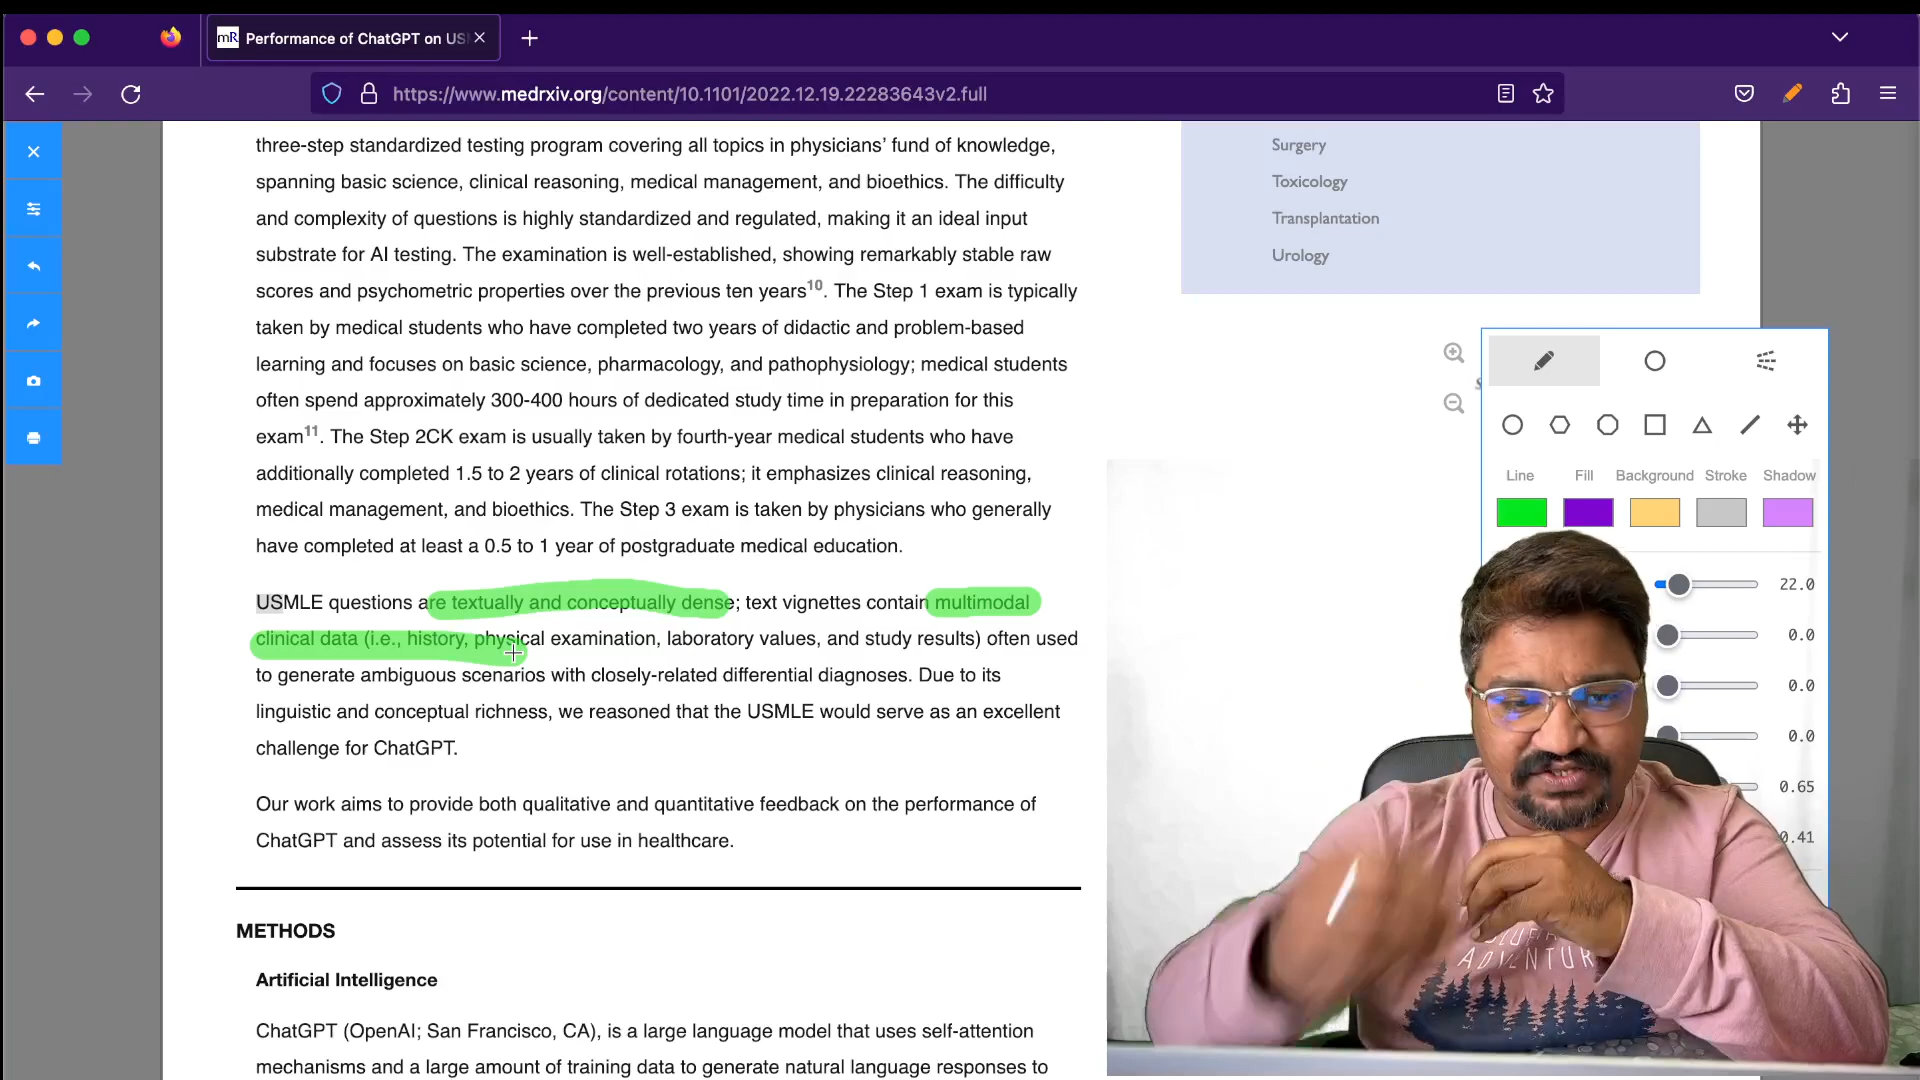 mR Performance of ChatGPT on US
https://www.medrxiv.org/content/10.1101/2022.12.19.22283643v2.full
three-step standardized testing program covering all topics in physicians’ fund of knowledge,
spanning basic science, clinical reasoning, medical management, and bioethics. The difficulty
and complexity of questions is highly standardized and regulated, making it an ideal input
substrate for AI testing. The examination is well-established, showing remarkably stable raw
scores and psychometric properties over the previous ten years10. The Step 1 exam is typically
taken by medical students who have completed two years of didactic and problem-based
learning and focuses on basic science, pharmacology, and pathophysiology; medical students
often spend approximately 300-400 hours of dedicated study time in preparation for this
exam11. The Step 2CK exam is usually taken by fourth-year medical students who have
additionally completed 1.5 to 2 years of clinical rotations; it emphasizes clinical reasoning,
medical management, and bioethics. The Step 3 exam is taken by physicians who generally
have completed at least a 0.5 to 1 year of postgraduate medical education.
USMLE questions are textually and conceptually dense; text vignettes contain multimodal
clinical data (i.e., history, physical examination, laboratory values, and study results) often used
to generate ambiguous scenarios with closely-related differential diagnoses. Due to its
linguistic and conceptual richness, we reasoned that the USMLE would serve as an excellent
challenge for ChatGPT.
Our work aims to provide both qualitative and quantitative feedback on the performance of
ChatGPT and assess its potential for use in healthcare.
METHODS
Artificial Intelligence
ChatGPT (OpenAI; San Francisco, CA), is a large language model that uses self-attention
mechanisms and a large amount of training data to generate natural language responses to
Surgery
Toxicology
Transplantation
Urology
Line Fill Background Stroke Shadow
22.0
0.0
0.0
0.0
0.65
0.41